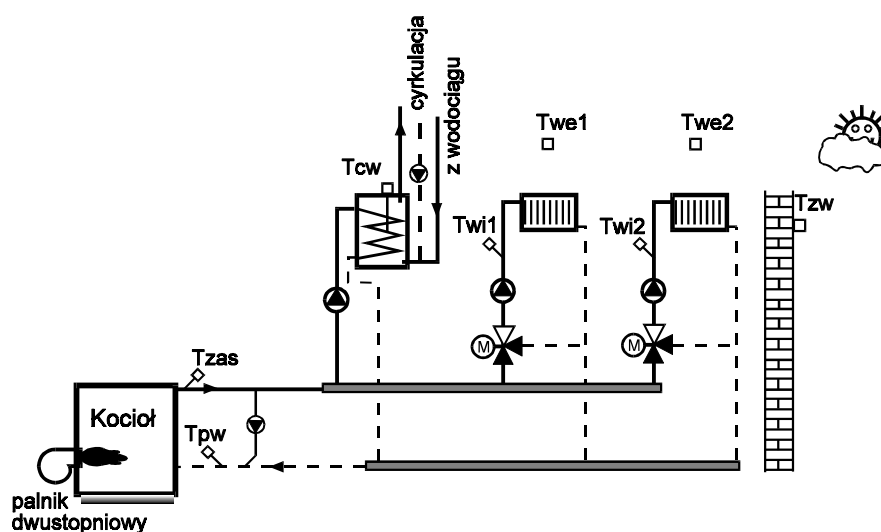 cyrkulacja
z wodociągu
Twe1
Twe2
Tcw
Tzw
Twi1
Twi2
M
M
Tzas
Kocioł
Tpw
palnik
dwustopniowy